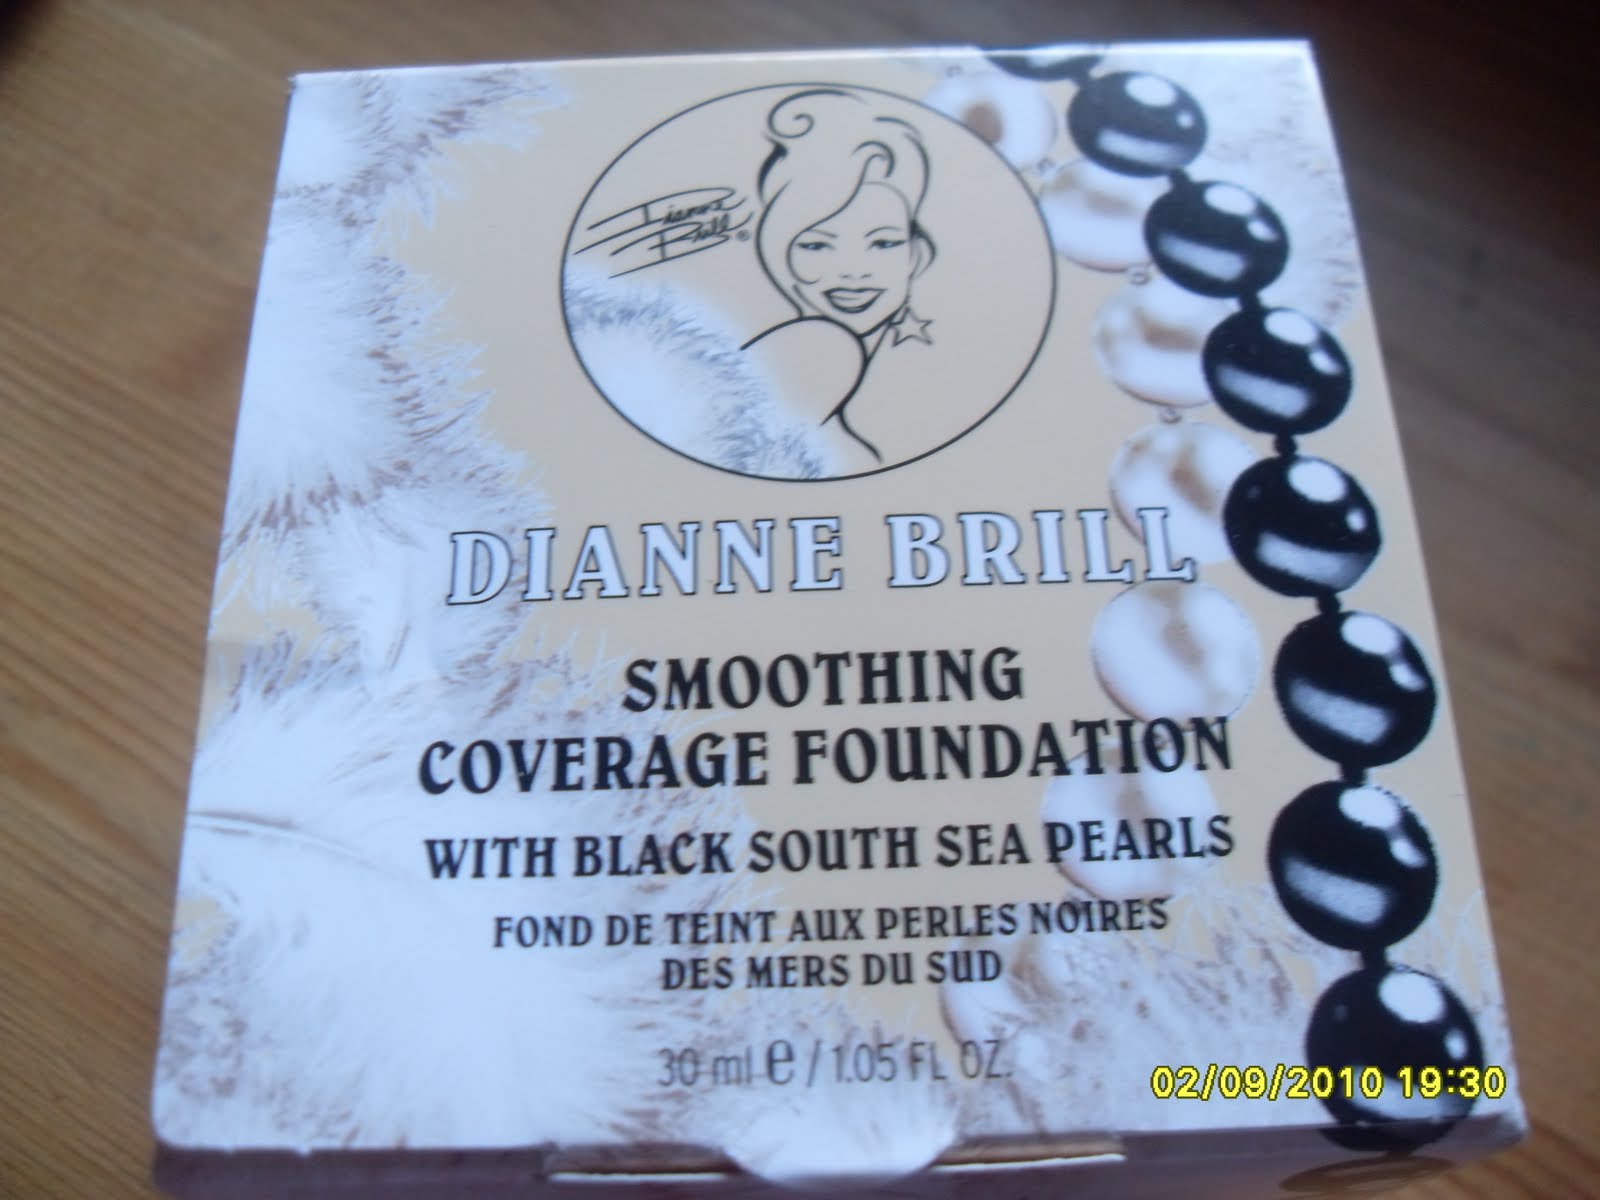 Dianne
Brill®
DIANNE BRILL
SMOOTHING
COVERAGE FOUNDATION
WITH BLACK SOUTH SEA PEARLS
FOND DE TEINT AUX PERLES NOIRES
DES MERS DU SUD
30 ml e / 1.05 FL OZ.
02/09/2010 19:30